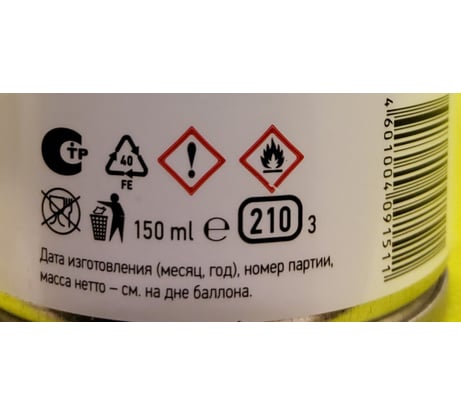 СТР
40
FE
!
150 ml ℮ 210 3
Дата изготовления (месяц, год), номер партии,
масса нетто – см. на дне баллона.
4601004091511